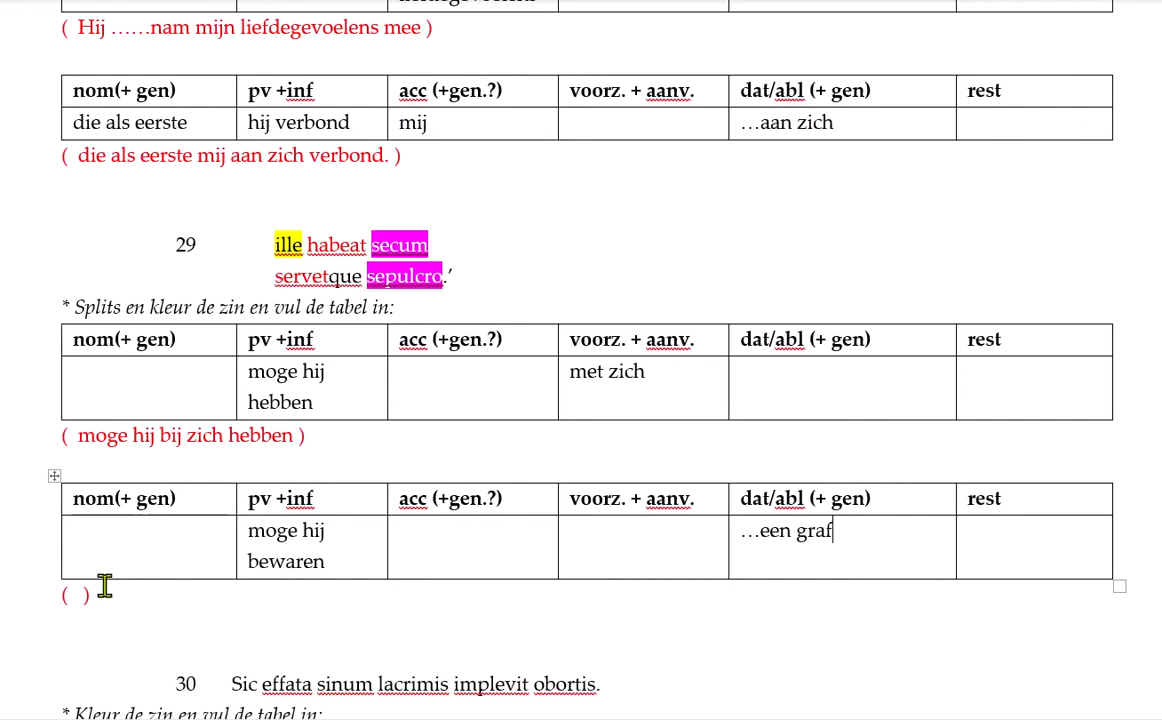 ( Hij ……nam mijn liefdegevoelens mee )
nom(+ gen) pv +inf acc (+gen.?) voorz. + aanv. dat/abl (+ gen) rest
die als eerste hij verbond mij …aan zich
( die als eerste mij aan zich verbond. )
29 ille habeat secum
servetque sepulcro.’
* Splits en kleur de zin en vul de tabel in:
nom(+ gen) pv +inf acc (+gen.?) voorz. + aanv. dat/abl (+ gen) rest
moge hij met zich
hebben
( moge hij bij zich hebben )
nom(+ gen) pv +inf acc (+gen.?) voorz. + aanv. dat/abl (+ gen) rest
moge hij …een graf
bewaren
( )
30 Sic effata sinum lacrimis implevit obortis.
* Kleur de zin en vul de tabel in: